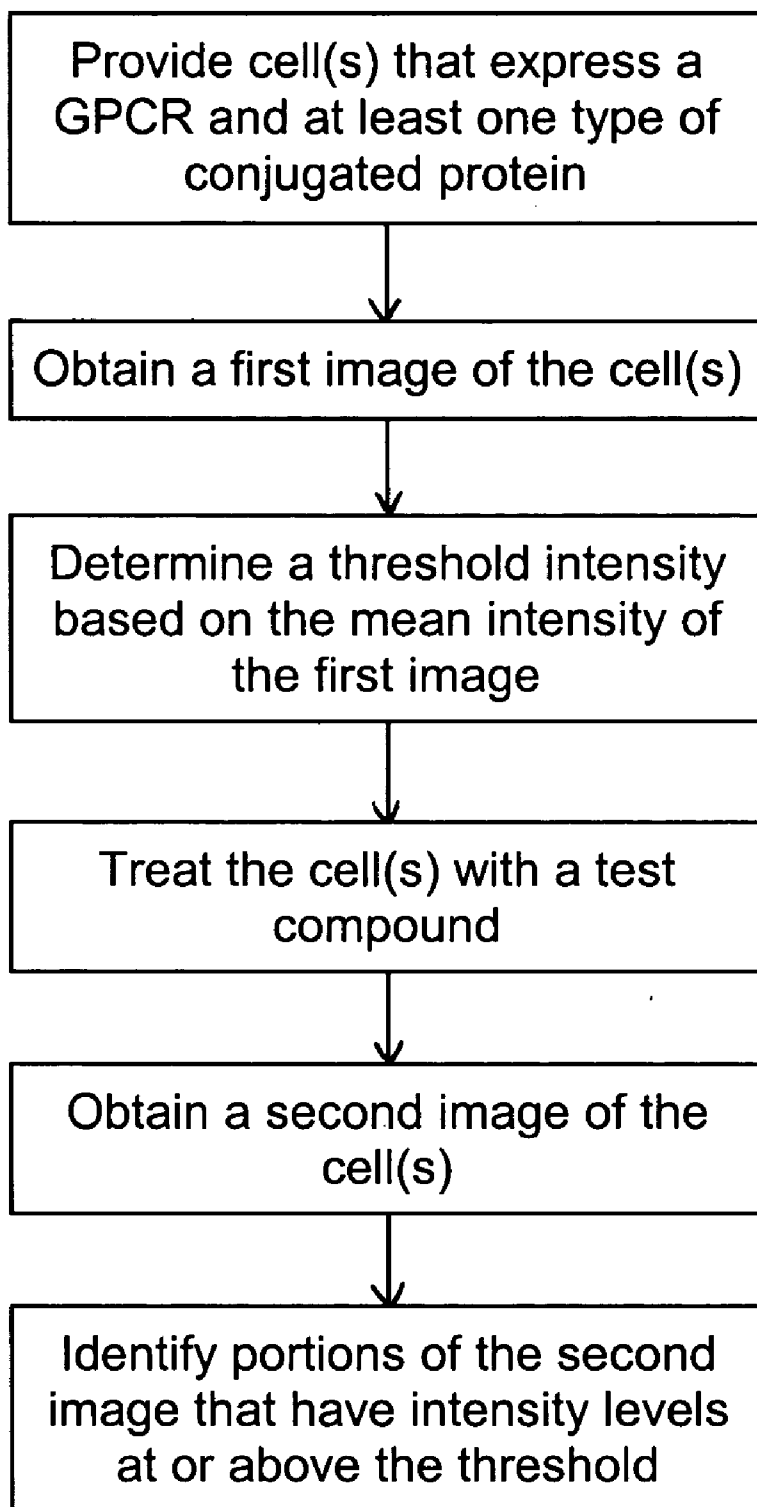 Provide cell(s) that express a
GPCR and at least one type of
conjugated protein
Obtain a first image of the cell(s)
Determine a threshold intensity
based on the mean intensity of
the first image
Treat the cell(s) with a test
compound
Obtain a second image of the
cell(s)
Identify portions of the second
image that have intensity levels
at or above the threshold